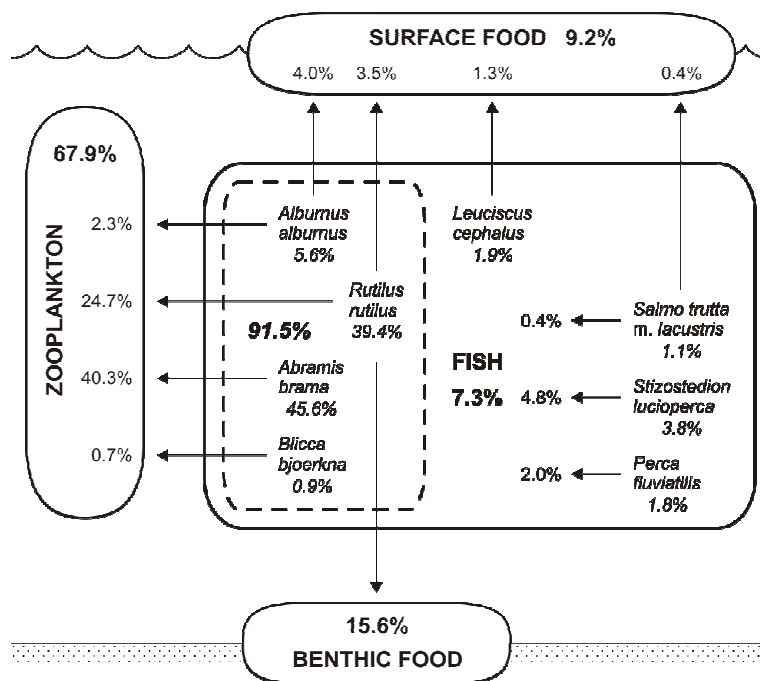 SURFACE FOOD 9.2%
4.0% 3.5% 1.3% 0.4%
67.9%
ZOOPLANKTON
2.3%
24.7%
40.3%
0.7%
Alburnus
alburnus
5.6%
Rutilus
rutilus
39.4%
91.5%
Abramis
brama
45.6%
Blicca
bjoerkna
0.9%
Leuciscus
cephalus
1.9%
FISH
7.3%
0.4%
4.8%
2.0%
Salmo trutta
m. lacustris
1.1%
Stizostedion
lucioperca
3.8%
Perca
fluviatilis
1.8%
15.6%
BENTHIC FOOD